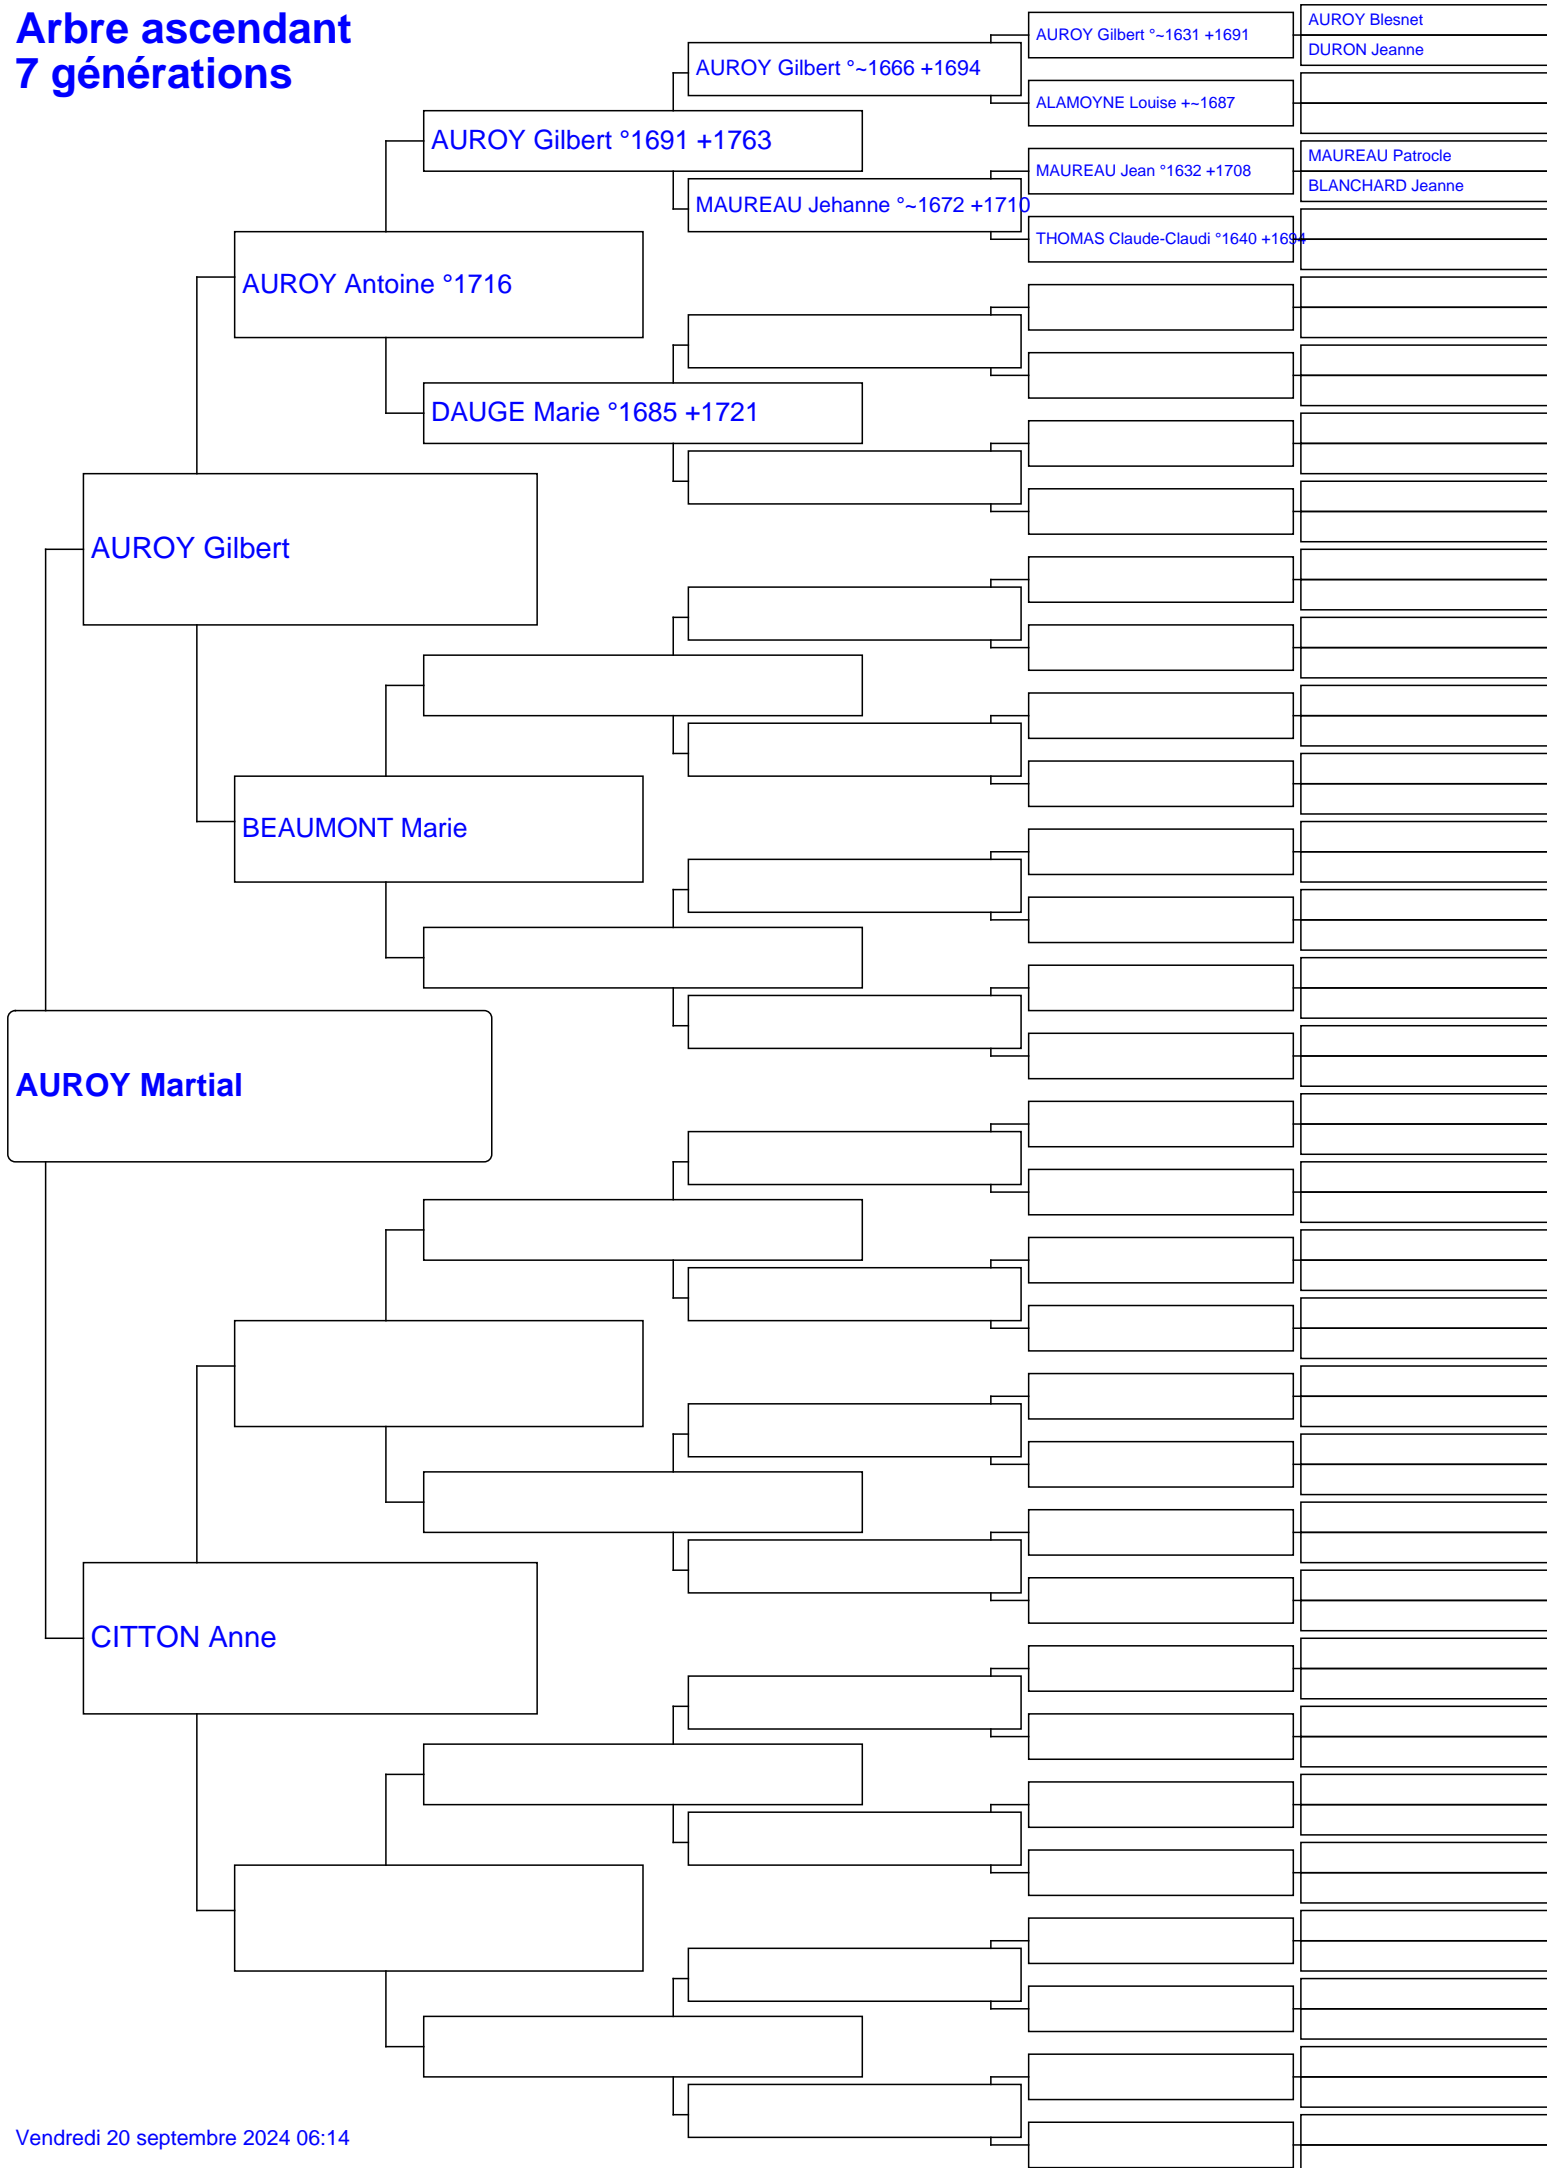 Arbre ascendant
7 générations
AUROY Blesnet
AUROY Gilbert °~1631 +1691
DURON Jeanne
AUROY Gilbert °~1666 +1694
ALAMOYNE Louise +~1687
AUROY Gilbert °1691 +1763
MAUREAU Patrocle
MAUREAU Jean °1632 +1708
BLANCHARD Jeanne
MAUREAU Jehanne °~1672 +1710
THOMAS Claude-Claudi °1640 +1694
AUROY Antoine °1716
DAUGE Marie °1685 +1721
AUROY Gilbert
BEAUMONT Marie
AUROY Martial
CITTON Anne
Vendredi 20 septembre 2024 06:14